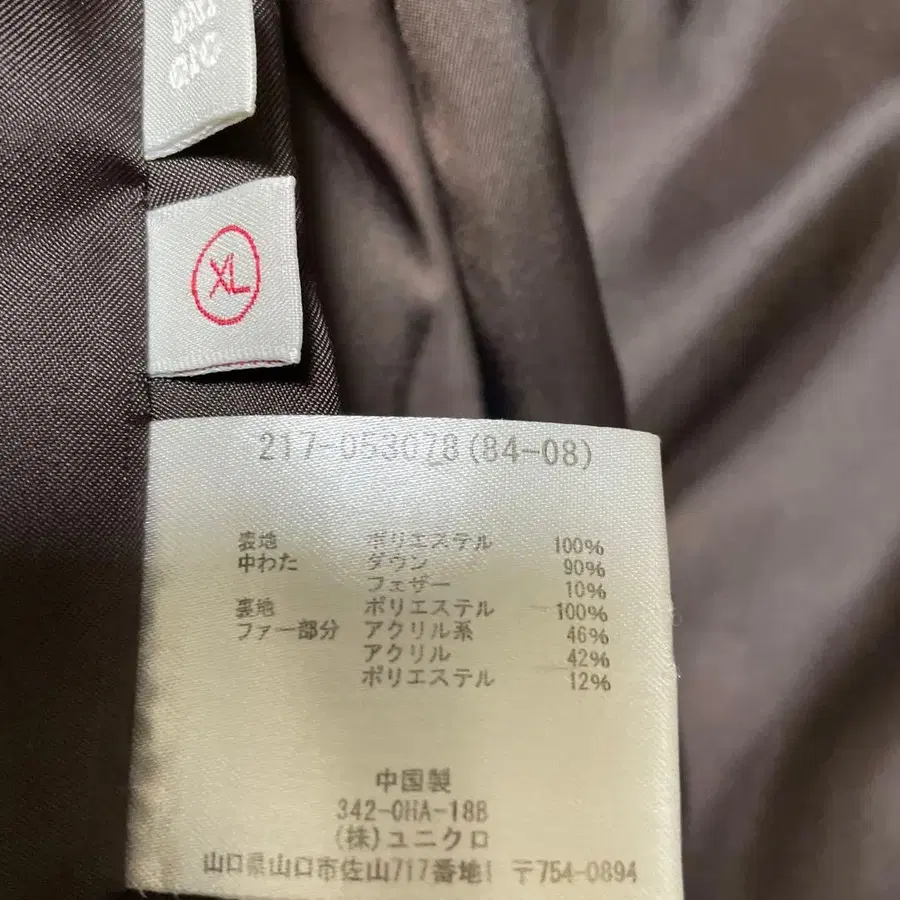 XL
217-053078(84-08)
表地 ポリエステル 100%
中わた ダウン 90%
フェザー 10%
裏地 ポリエステル 100%
ファー部分 アクリル系 46%
アクリル 42%
ポリエステル 12%
中国製
342-OHA-18B
(株)ユニクロ
山口県山口市佐山717番地1 〒754-0894